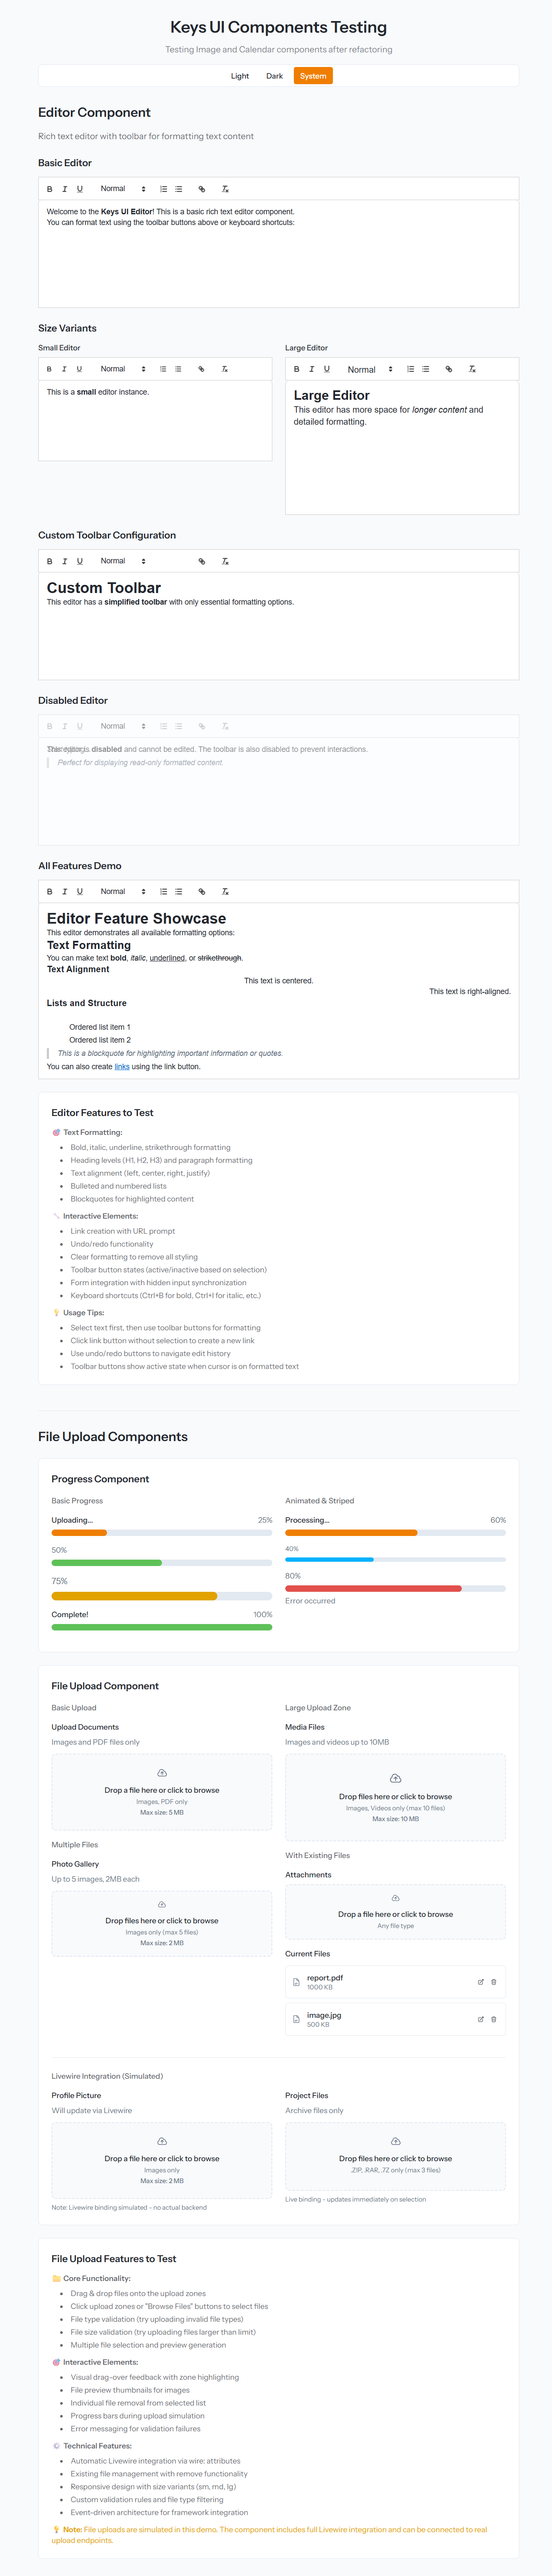 Keys UI Components Testing
Testing Image and Calendar components after refactoring
Light Dark System
Editor Component
Rich text editor with toolbar for formatting text content
Basic Editor
B I U Normal
Welcome to the Keys UI Editor! This is a basic rich text editor component.
You can format text using the toolbar buttons above or keyboard shortcuts:
Size Variants
Small Editor
B I U Normal
This is a small editor instance.
Large Editor
B I U Normal
Large Editor
This editor has more space for longer content and
detailed formatting.
Custom Toolbar Configuration
B I U Normal
Custom Toolbar
This editor has a simplified toolbar with only essential formatting options.
Disabled Editor
B I U Normal
is disabled and cannot be edited. The toolbar is also disabled to prevent interactions.
Perfect for displaying read-only formatted content.
All Features Demo
B I U Normal
Editor Feature Showcase
This editor demonstrates all available formatting options:
Text Formatting
You can make text bold, italic, underlined, or strikethrough.
Text Alignment
This text is centered.
This text is right-aligned.
Lists and Structure
Ordered list item 1
Ordered list item 2
This is a blockquote for highlighting important information or quotes.
You can also create links using the link button.
Editor Features to Test
🎯 Text Formatting:
• Bold, italic, underline, strikethrough formatting
• Heading levels (H1, H2, H3) and paragraph formatting
• Text alignment (left, center, right, justify)
• Bulleted and numbered lists
• Blockquotes for highlighted content
🔧 Interactive Elements:
• Link creation with URL prompt
• Undo/redo functionality
• Clear formatting to remove all styling
• Toolbar button states (active/inactive based on selection)
• Form integration with hidden input synchronization
• Keyboard shortcuts (Ctrl+B for bold, Ctrl+I for italic, etc.)
💡 Usage Tips:
• Select text first, then use toolbar buttons for formatting
• Click link button without selection to create a new link
• Use undo/redo buttons to navigate edit history
• Toolbar buttons show active state when cursor is on formatted text
File Upload Components
Progress Component
Basic Progress
Uploading... 25%
50%
75%
Complete! 100%
Animated & Striped
Processing... 60%
40%
80%
Error occurred
File Upload Component
Basic Upload
Upload Documents
Images and PDF files only
Drop a file here or click to browse
Images, PDF only
Max size: 5 MB
Multiple Files
Photo Gallery
Up to 5 images, 2MB each
Drop files here or click to browse
Images only (max 5 files)
Max size: 2 MB
Large Upload Zone
Media Files
Images and videos up to 10MB
Drop files here or click to browse
Images, Videos only (max 10 files)
Max size: 10 MB
With Existing Files
Attachments
Drop a file here or click to browse
Any file type
Current Files
report.pdf
1000 KB
image.jpg
500 KB
Livewire Integration (Simulated)
Profile Picture
Will update via Livewire
Drop a file here or click to browse
Images only
Max size: 2 MB
Note: Livewire binding simulated - no actual backend
Project Files
Archive files only
Drop files here or click to browse
.ZIP, .RAR, .7Z only (max 3 files)
Live binding - updates immediately on selection
File Upload Features to Test
📁 Core Functionality:
• Drag & drop files onto the upload zones
• Click upload zones or "Browse Files" buttons to select files
• File type validation (try uploading invalid file types)
• File size validation (try uploading files larger than limit)
• Multiple file selection and preview generation
🎯 Interactive Elements:
• Visual drag-over feedback with zone highlighting
• File preview thumbnails for images
• Individual file removal from selected list
• Progress bars during upload simulation
• Error messaging for validation failures
⚙️ Technical Features:
• Automatic Livewire integration via wire: attributes
• Existing file management with remove functionality
• Responsive design with size variants (sm, md, lg)
• Custom validation rules and file type filtering
• Event-driven architecture for framework integration
💡 Note: File uploads are simulated in this demo. The component includes full Livewire integration and can be connected to real
upload endpoints.